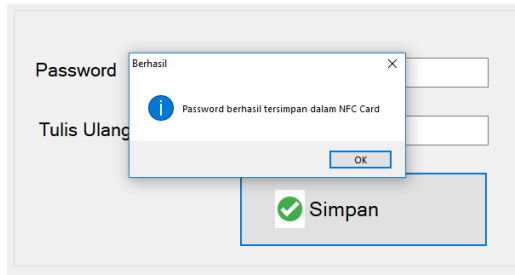 Berhasil
Password
Password berhasil tersimpan dalam NFC Card
Tulis Ulang
OK
Simpan